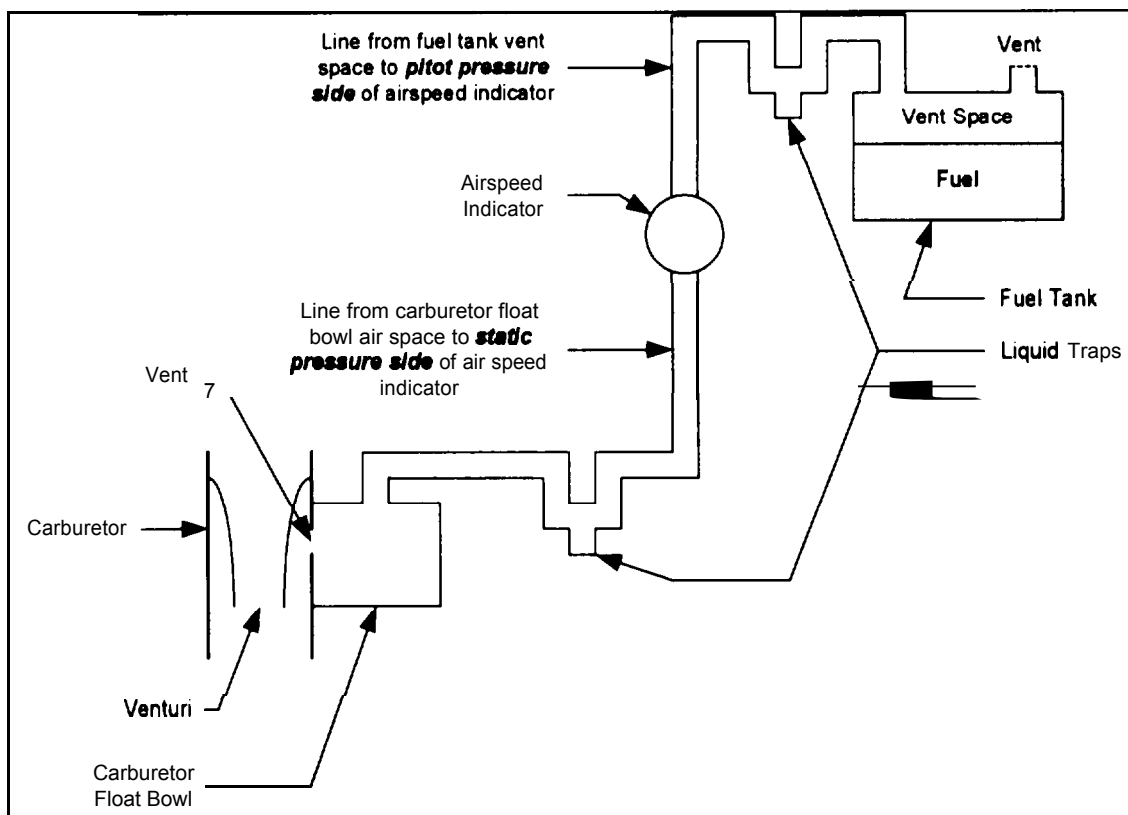 Line from fuel tank vent
space to pitot pressure
side of airspeed indicator
Vent
Vent Space
Fuel
Airspeed
Indicator
Fuel Tank
Line from carburetor float
bowl air space to static
pressure side of air speed
indicator
Liquid Traps
Vent
7
Carburetor
Venturi
Carburetor
Float Bowl